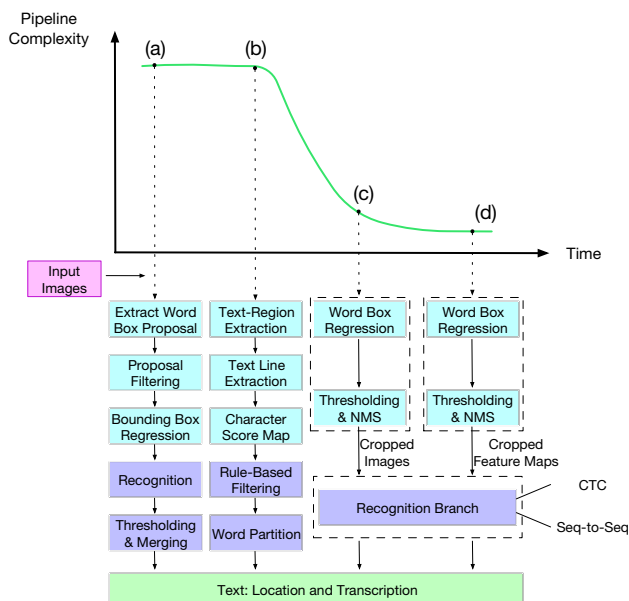 Pipeline
Complexity
(a)
(b)
(c)
(d)
Time
Input
Images
Extract Word
Box Proposal
Proposal
Filtering
Bounding Box
Regression
Recognition
Thresholding
& Merging
Text-Region
Extraction
Text Line
Extraction
Character
Score Map
Rule-Based
Filtering
Word Partition
Word Box
Regression
Thresholding
& NMS
Cropped
Images
Word Box
Regression
Thresholding
& NMS
Cropped
Feature Maps
Recognition Branch
CTC
Seq-to-Seq
Text: Location and Transcription